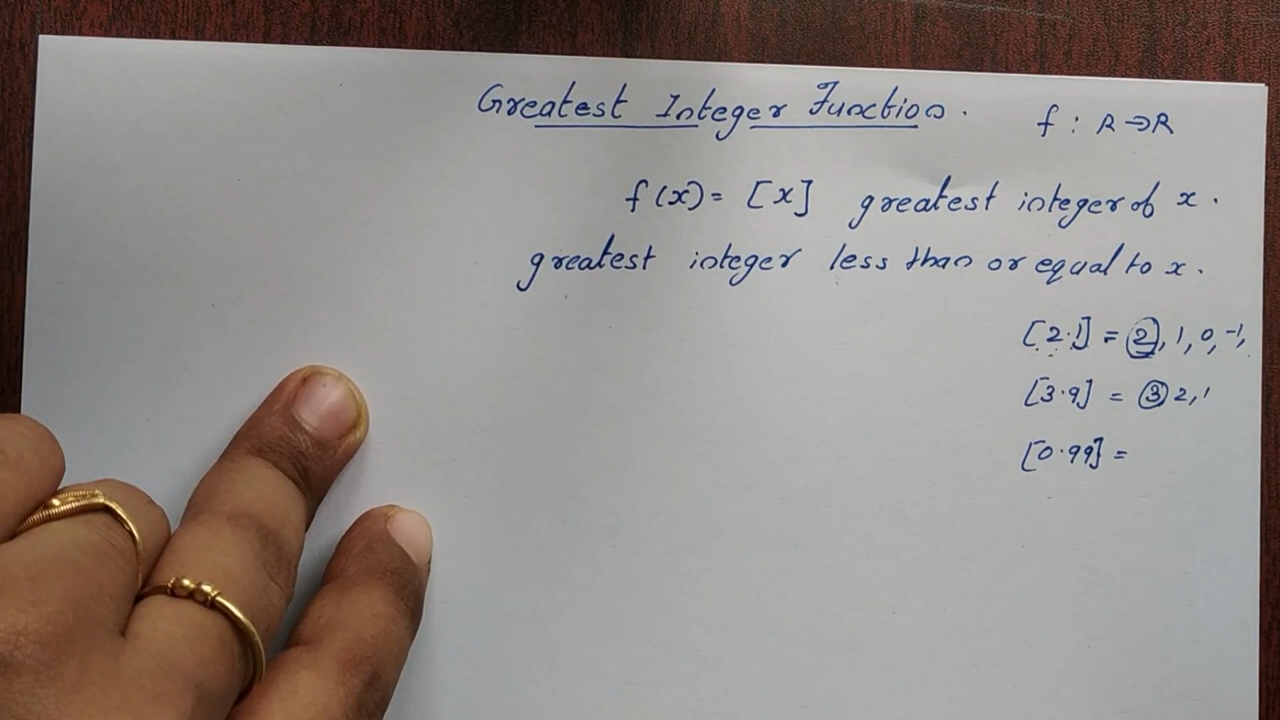 Greatest Integer Function. f : R→R
f(x) = [x] greatest integer of x.
greatest integer less than or equal to x.
[2.1] = 2, 1, 0, -1,
[3.9] = 3 2, 1
[0.99] =